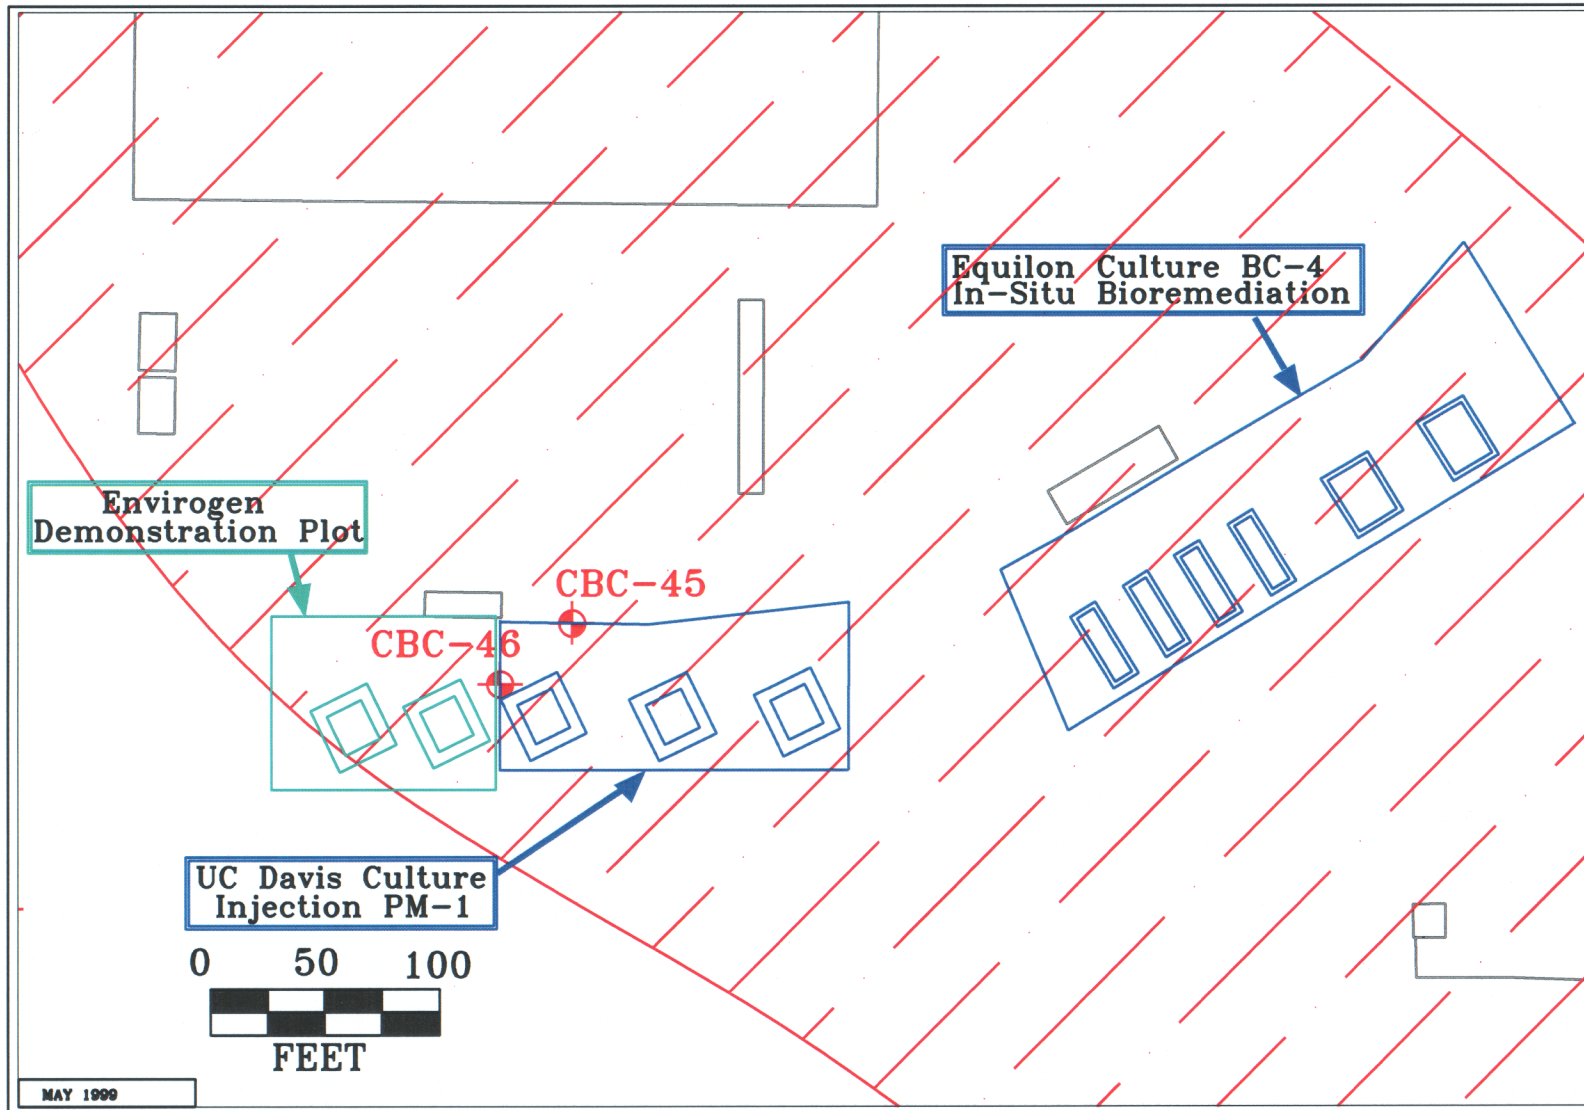 Equilon Culture BC-4
In-Situ Bioremediation
Envirogen
Demonstration Plot
CBC-45
CBC-46
UC Davis Culture
Injection PM-1
0 50 100
FEET
MAY 1999